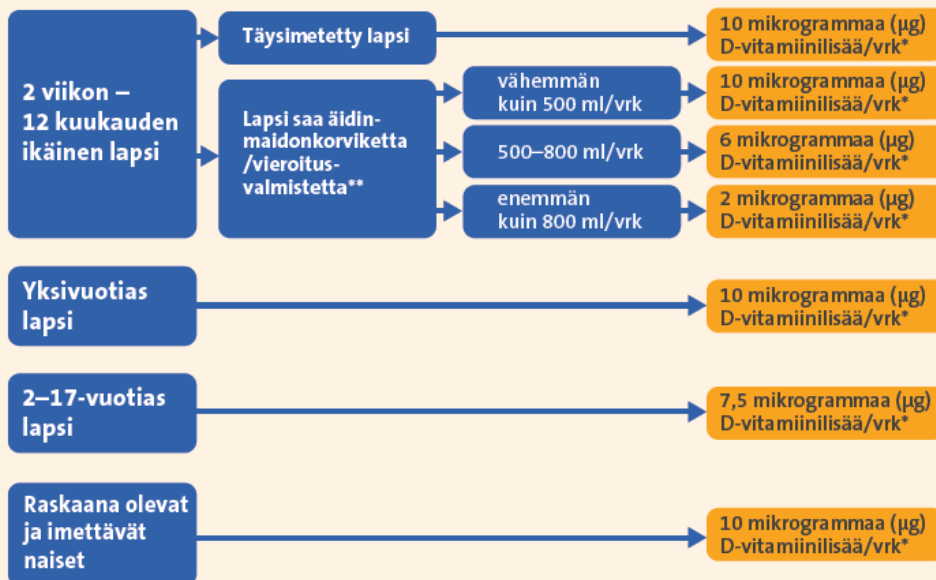 2 viikon –
12 kuukauden
ikäinen lapsi
Täysimetetty lapsi
10 mikrogrammaa (µg)
D-vitamiinilisää/vrk*
Lapsi saa äidin-
maidonkorviketta
/vieroitus-
valmistetta**
vähemmän
kuin 500 ml/vrk
10 mikrogrammaa (µg)
D-vitamiinilisää/vrk*
500–800 ml/vrk
6 mikrogrammaa (µg)
D-vitamiinilisää/vrk*
enemmän
kuin 800 ml/vrk
2 mikrogrammaa (µg)
D-vitamiinilisää/vrk*
Yksivuotias
lapsi
10 mikrogrammaa (µg)
D-vitamiinilisää/vrk*
2–17-vuotias
lapsi
7,5 mikrogrammaa (µg)
D-vitamiinilisää/vrk*
Raskaana olevat
ja imettävät
naiset
10 mikrogrammaa (µg)
D-vitamiinilisää/vrk*